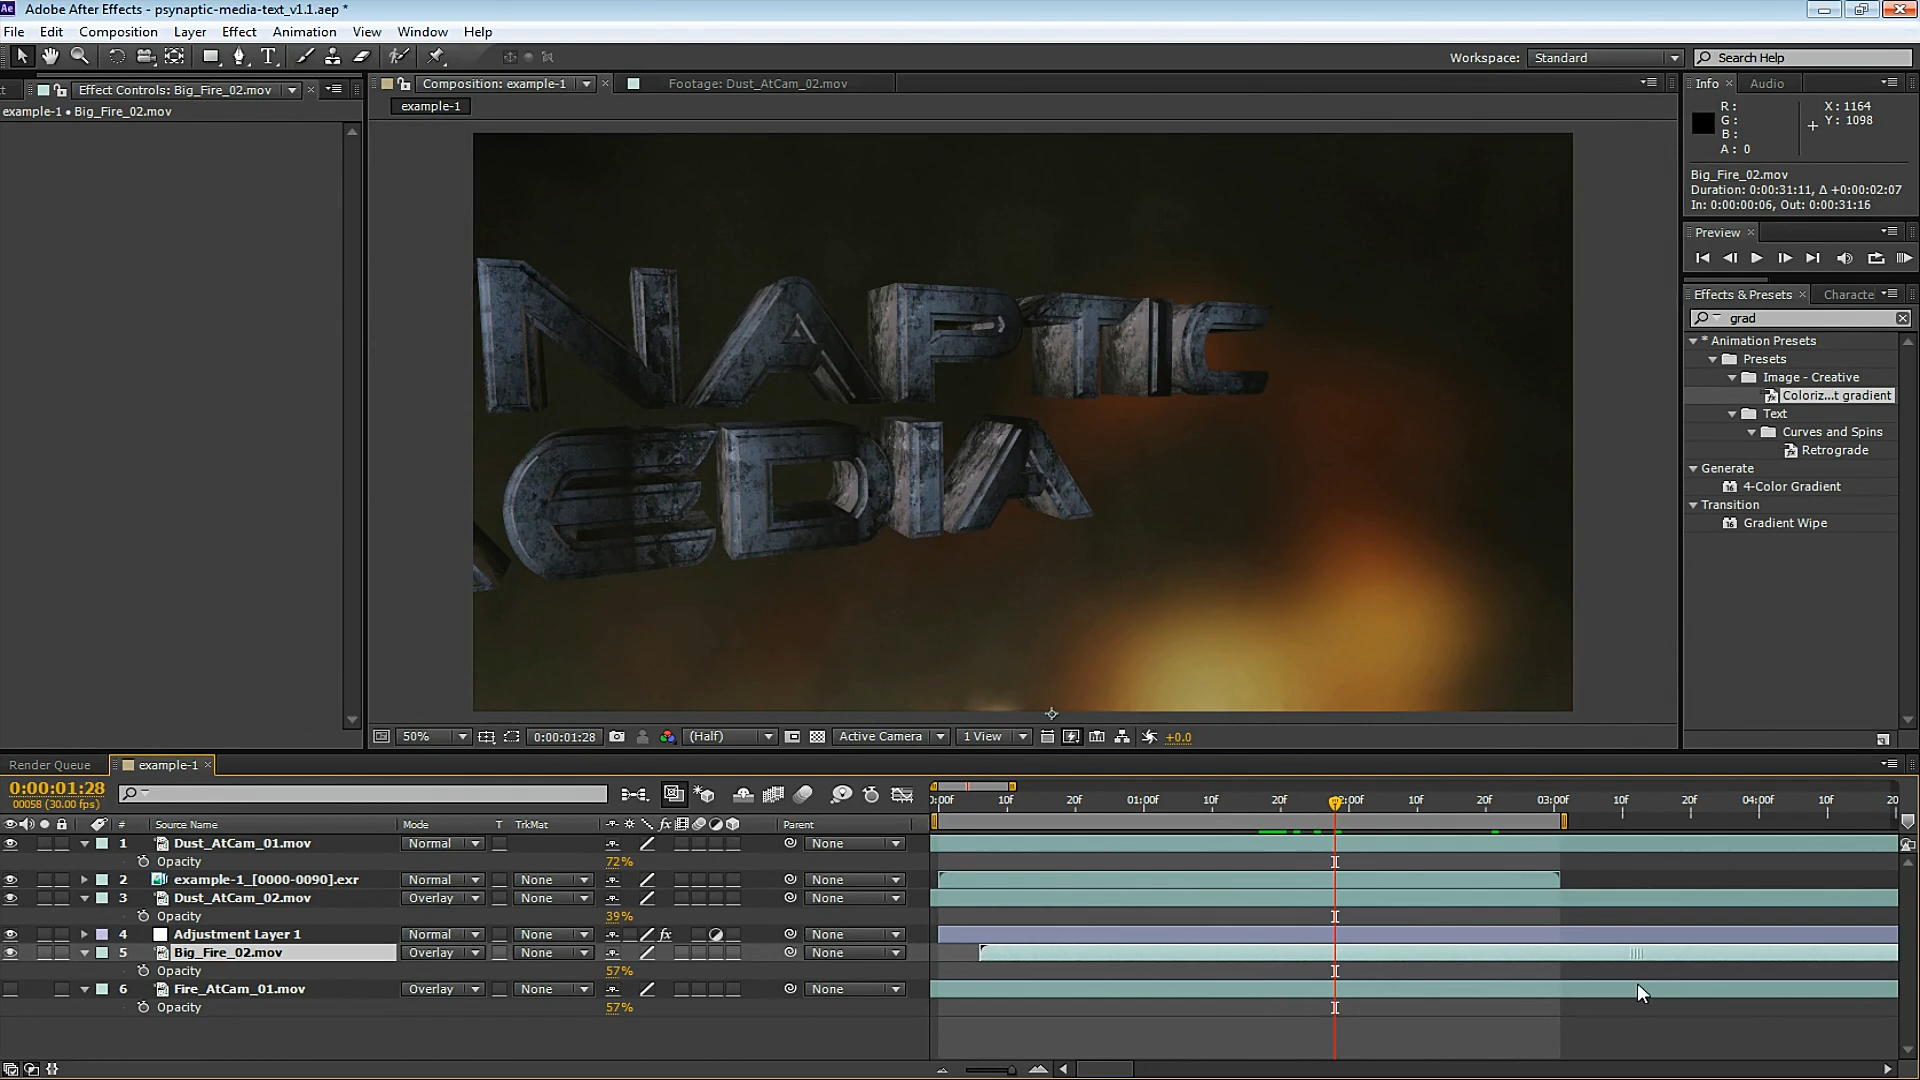 Ae Adobe After Effects - psynaptic-media-text_v1.1.aep *
File Edit Composition Layer Effect Animation View Window Help
T Workspace: Standard Search Help
Effect Controls: Big_Fire_02.mov
example-1 • Big_Fire_02.mov
Composition: example-1 Footage: Dust_AtCam_02.mov
example-1
NAPTIC
EDIA
50% 0:00:01:28 (Half) Active Camera 1 View +0.0
Info Audio
R: X: 1164
G: Y: 1098
B:
A: 0
Big_Fire_02.mov
Duration: 0:00:31:11, Δ +0:00:02:07
In: 0:00:00:06, Out: 0:00:31:16
Preview
Effects & Presets Characte
grad
* Animation Presets
Presets
Image - Creative
Coloriz...t gradient
Text
Curves and Spins
Retrograde
Generate
4-Color Gradient
Transition
Gradient Wipe
Render Queue example-1
0:00:01:28
00058 (30.00 fps)
):00f 10f 20f 01:00f 10f 20f 2:00f 10f 20f 03:00f 10f 20f 04:00f 10f 20
# Source Name Mode T TrkMat fx Parent
1 Dust_AtCam_01.mov Normal None
Opacity 72%
2 example-1_[0000-0090].exr Normal None None
3 Dust_AtCam_02.mov Overlay None None
Opacity 39%
4 Adjustment Layer 1 Normal None fx None
5 Big_Fire_02.mov Overlay None None
Opacity 57%
6 Fire_AtCam_01.mov Overlay None None
Opacity 57%